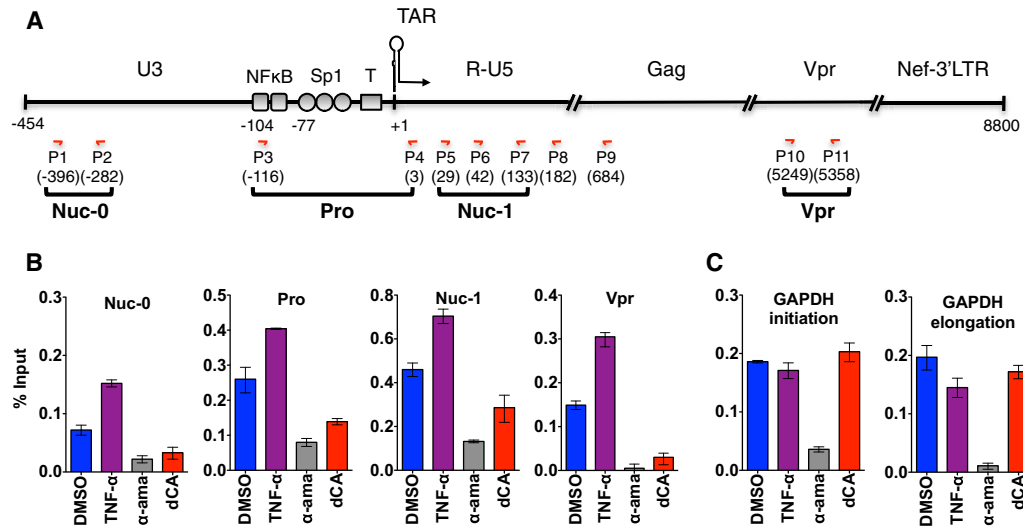 A
TAR
U3
NFκB
Sp1
T
R-U5
Gag
Vpr
Nef-3'LTR
-454
-104
-77
+1
8800
P1
P2
P3
P4
P5
P6
P7
P8
P9
P10
P11
(-396)
(-282)
(-116)
(3)
(29)
(42)
(133)
(182)
(684)
(5249)
(5358)
Nuc-0
Pro
Nuc-1
Vpr
B
% Input
Nuc-0
0.3
0.2
0.1
0.0
DMSO
TNF-α
α-ama
dCA
Pro
0.5
0.4
0.3
0.2
0.1
0.0
DMSO
TNF-α
α-ama
dCA
Nuc-1
0.8
0.6
0.4
0.2
0.0
DMSO
TNF-α
α-ama
dCA
Vpr
0.4
0.3
0.2
0.1
0.0
DMSO
TNF-α
α-ama
dCA
C
GAPDH
initiation
0.3
0.2
0.1
0.0
DMSO
TNF-α
α-ama
dCA
GAPDH
elongation
0.3
0.2
0.1
0.0
DMSO
TNF-α
α-ama
dCA